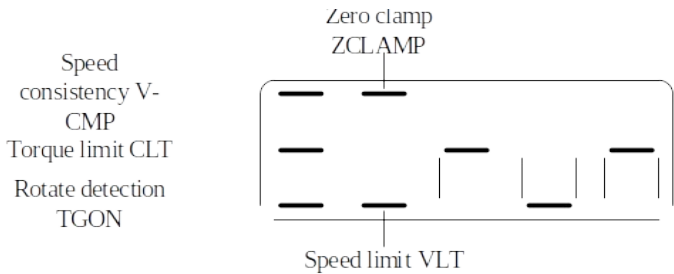 Zero clamp
ZCLAMP
Speed
consistency V-
CMP
Torque limit CLT
Rotate detection
TGON
Speed limit VLT